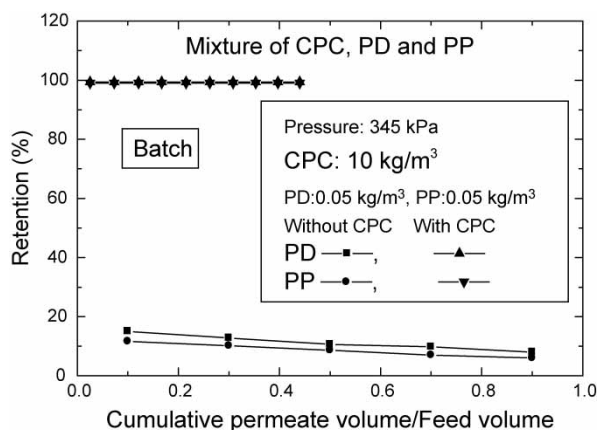 Mixture of CPC, PD and PP
120
100
80
60
40
20
0
Retention (%)
Batch
Pressure: 345 kPa
CPC: 10 kg/m³
PD:0.05 kg/m³, PP:0.05 kg/m³
Without CPC With CPC
PD ,
PP ,
0.0 0.2 0.4 0.6 0.8 1.0
Cumulative permeate volume/Feed volume